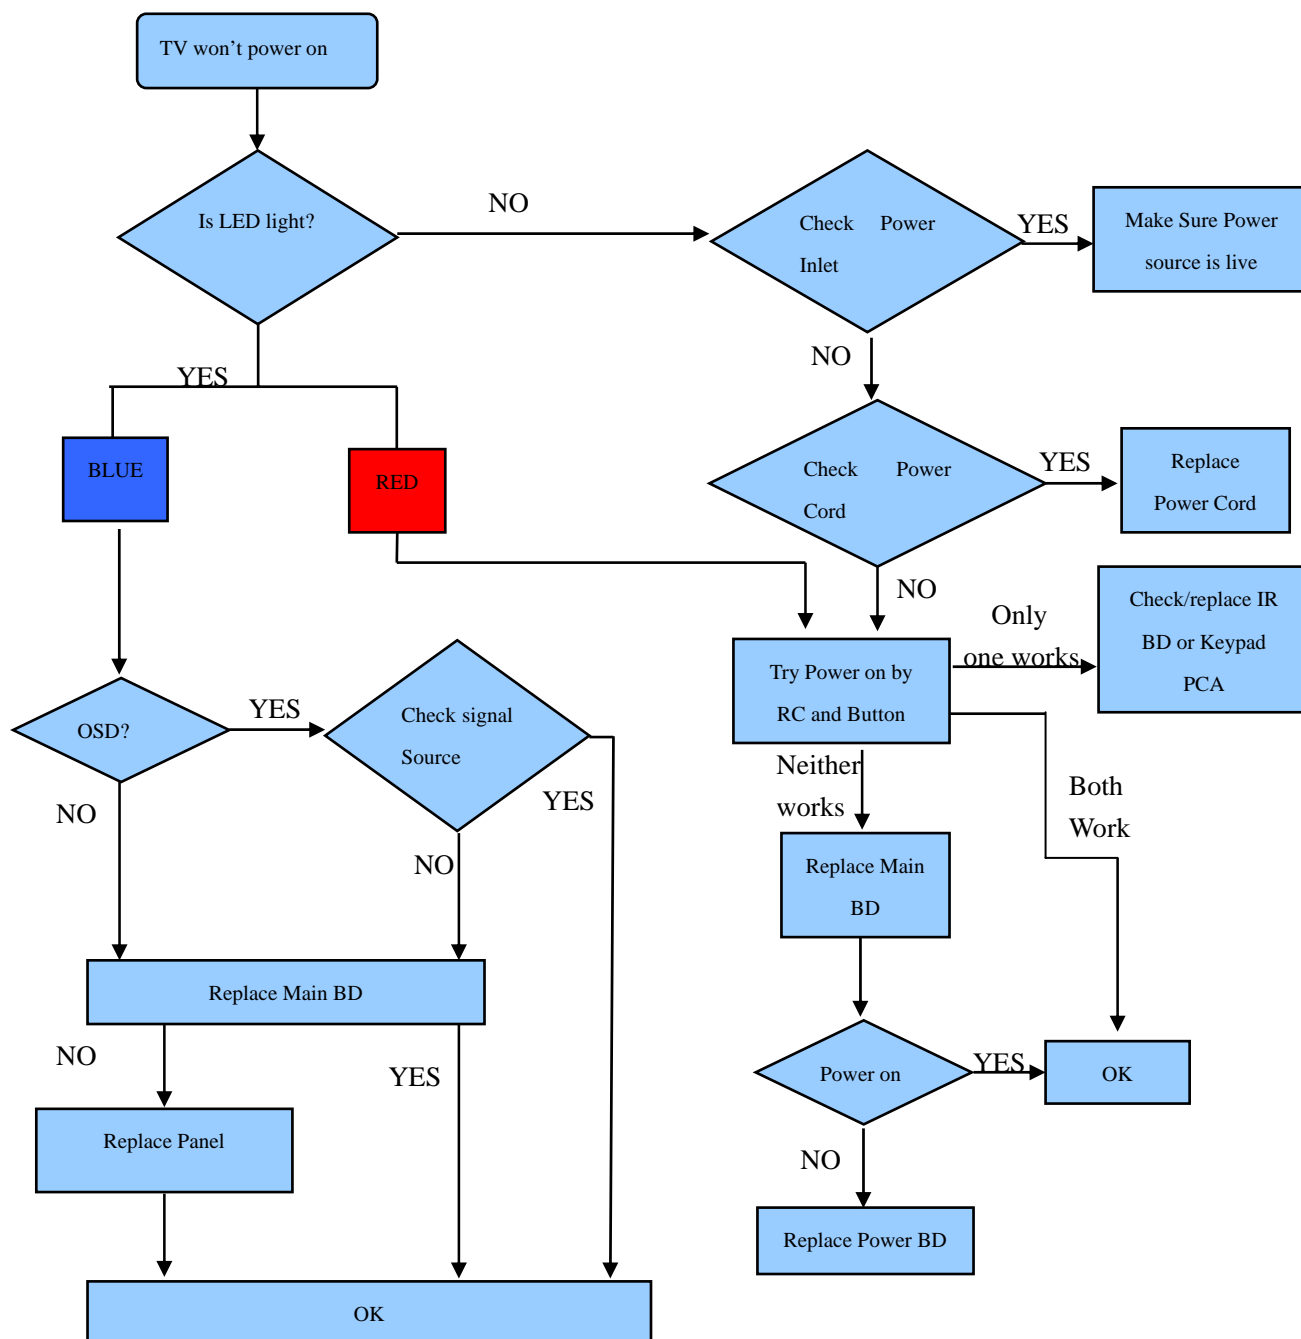 TV won’t power on
Is LED light?
NO
Check Power
Inlet
YES
Make Sure Power
source is live
YES
NO
BLUE
RED
Check Power
Cord
YES
Replace
Power Cord
NO
Only
one works
Check/replace IR
BD or Keypad
PCA
Try Power on by
RC and Button
OSD?
YES
Check signal
Source
NO
YES
NO
Neither
works
Both
Work
Replace Main
BD
Replace Main BD
NO
YES
Power on
YES
OK
Replace Panel
NO
Replace Power BD
OK